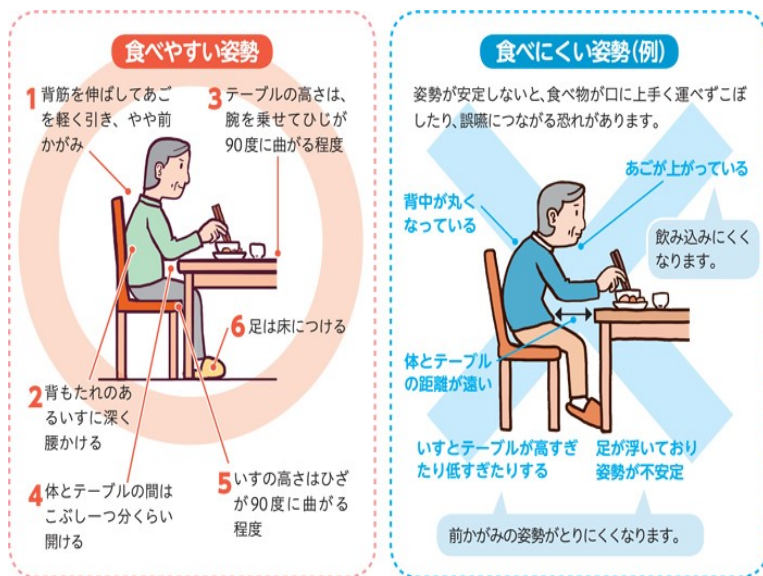 食べやすい姿勢
1 背筋を伸ばしてあご
を軽く引き、やや前
かがみ
3 テーブルの高さは、
腕を乗せてひじが
90度に曲がる程度
6 足は床につける
2 背もたれのあ
るいすに深く
腰かける
4 体とテーブルの間は
こぶし一つ分くらい
開ける
5 いすの高さはひざ
が90度に曲がる
程度
食べにくい姿勢(例)
姿勢が安定しないと、食べ物が口に上手く運べずこぼ
したり、誤嚥につながる恐れがあります。
あごが上がっている
背中が丸く
なっている
飲み込みにくく
なります。
体とテーブル
の距離が遠い
いすとテーブルが高すぎ
たり低すぎたりする
足が浮いており
姿勢が不安定
前かがみの姿勢がとりにくくなります。